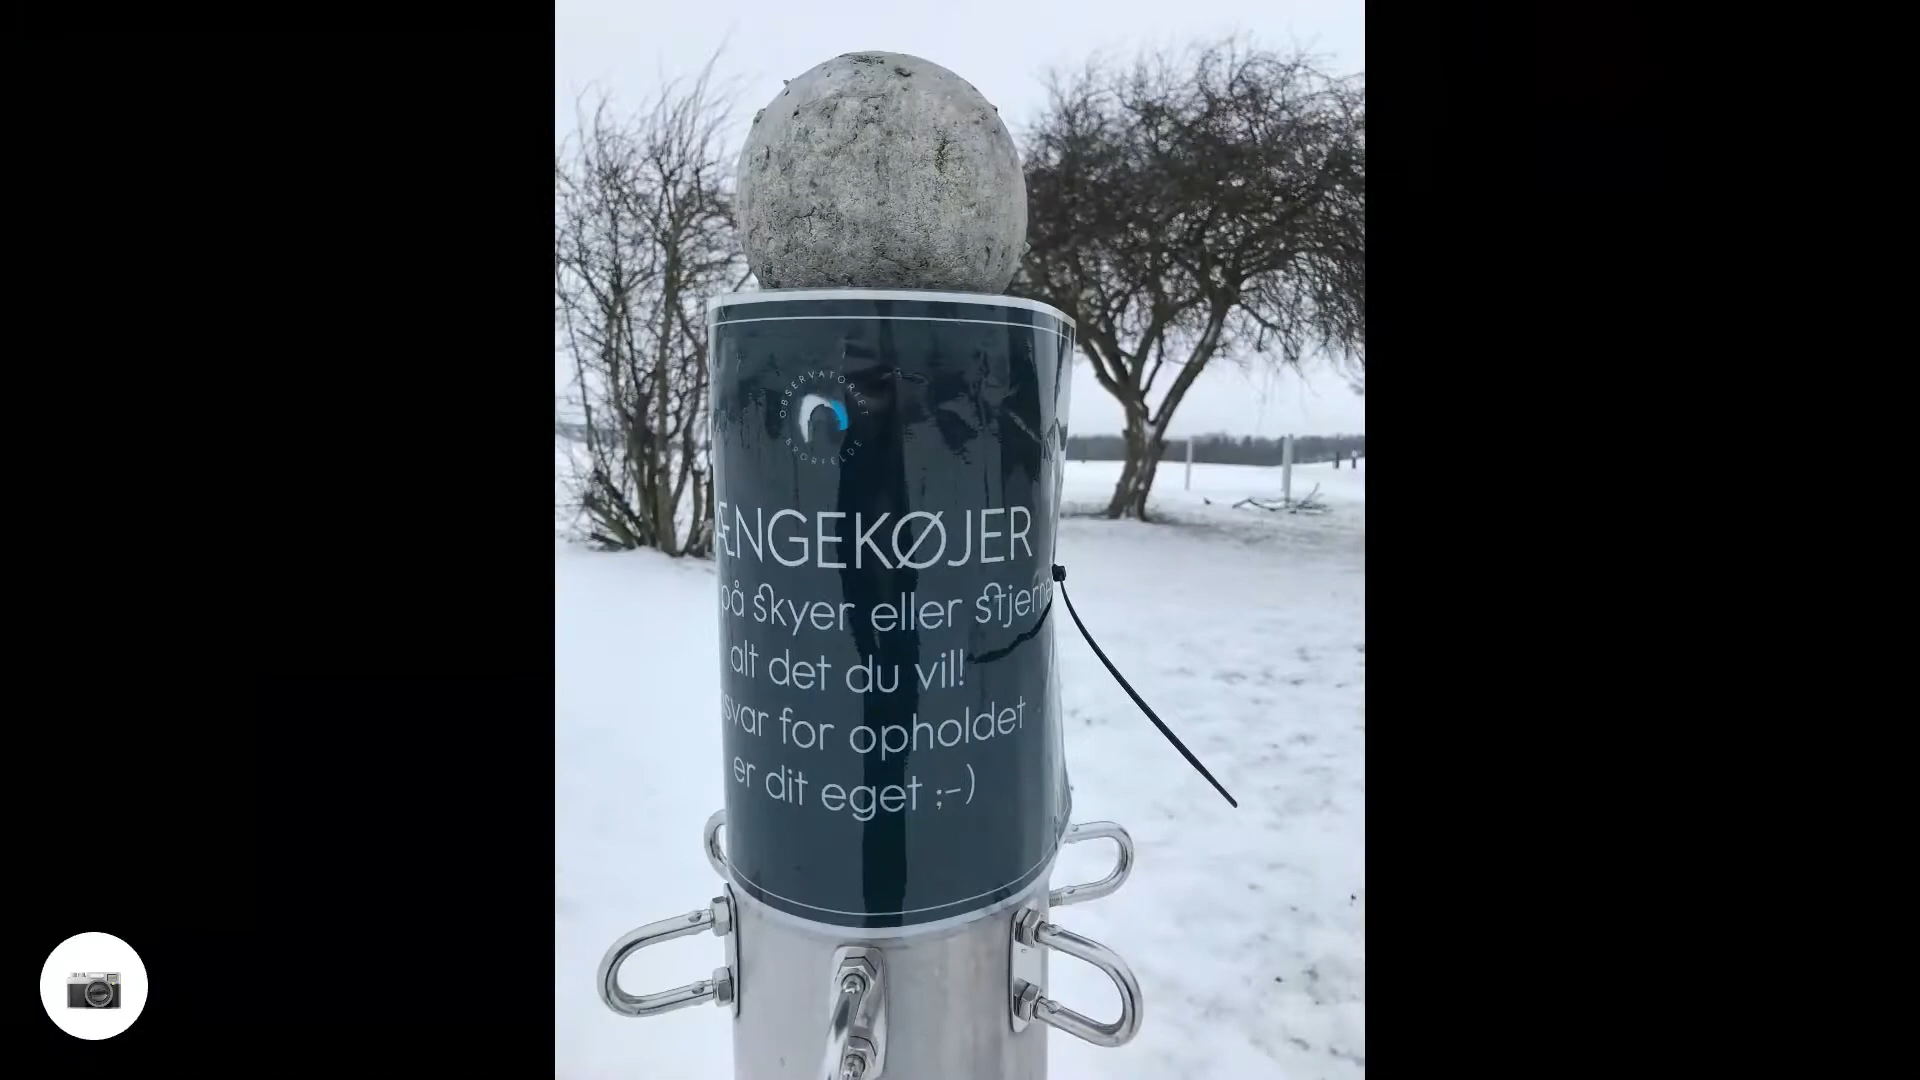 OBSERVATORIET
BRORFELDE
ÆNGEKØJER
på skyer eller stjerne
alt det du vil!
svar for opholdet
er dit eget ;-)